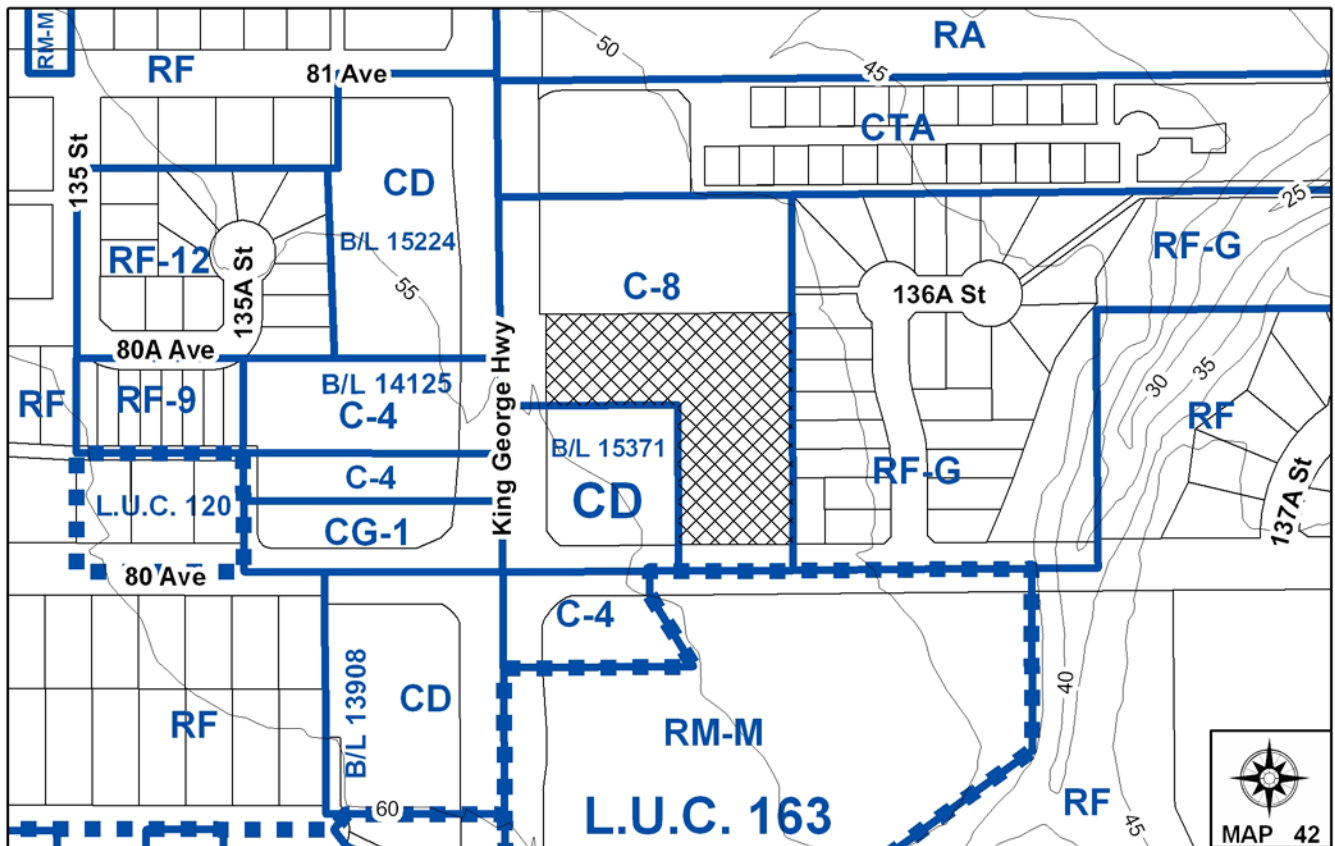 RM-M
RF
81 Ave
50
RA
45
CTA
135 St
CD
B/L 15224
RF-12
135A St
55
C-8
136A St
RF-G
25
80A Ave
King George Hwy
RF
RF-9
B/L 14125
C-4
B/L 15371
CD
RF-G
30
35
RF
137A St
L.U.C. 120
C-4
CG-1
80 Ave
C-4
RF
B/L 13908
CD
RM-M
40
60
L.U.C. 163
RF
45
MAP 42